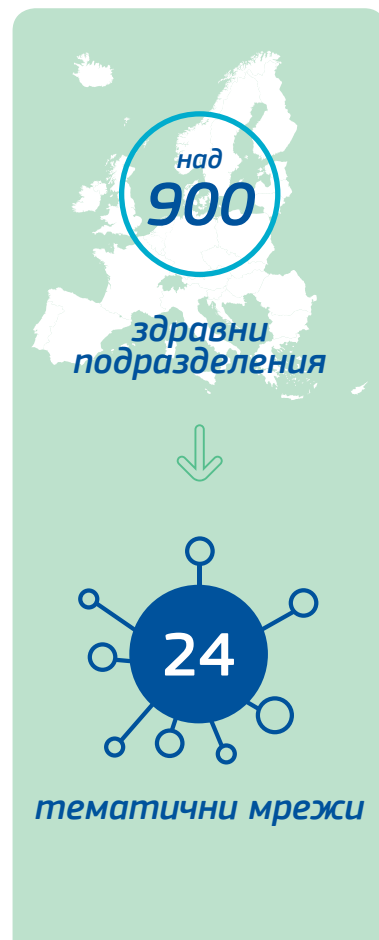 над
900
здравни
подразделения
24
тематични мрежи